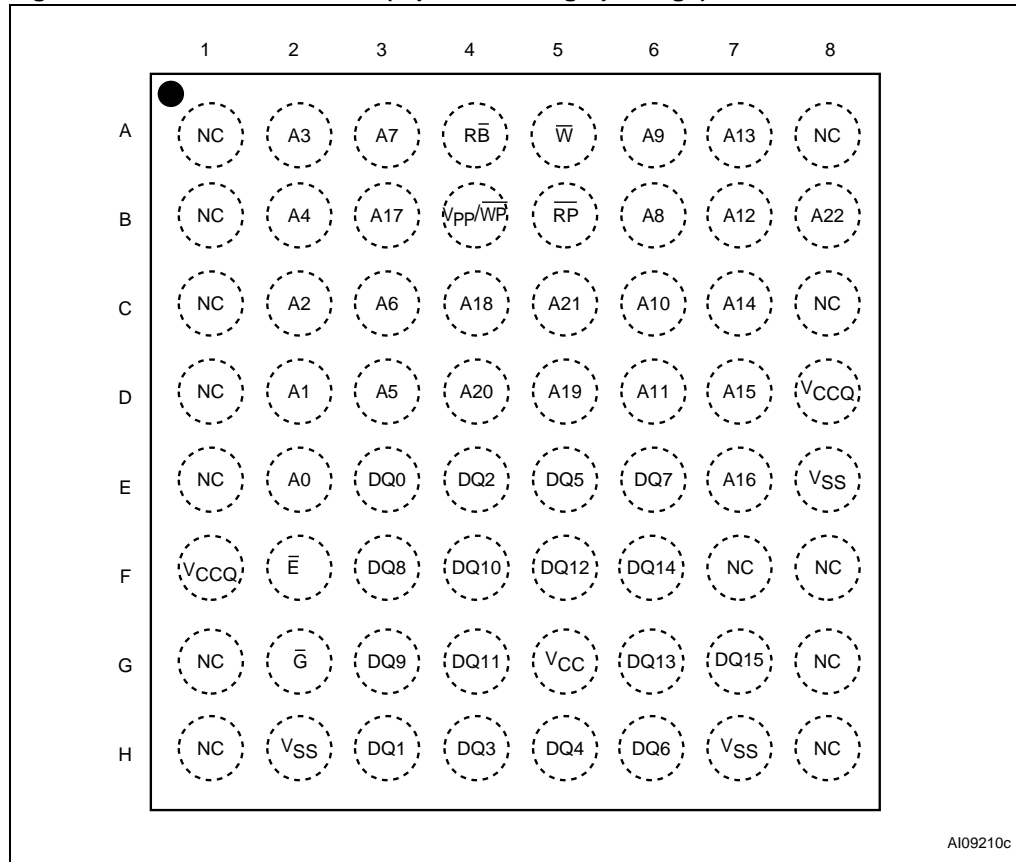 1 2 3 4 5 6 7 8
A NC A3 A7 RB̅ W̅ A9 A13 NC
B NC A4 A17 VPP/W̅P̅ R̅P̅ A8 A12 A22
C NC A2 A6 A18 A21 A10 A14 NC
D NC A1 A5 A20 A19 A11 A15 VCCQ
E NC A0 DQ0 DQ2 DQ5 DQ7 A16 VSS
F VCCQ E̅ DQ8 DQ10 DQ12 DQ14 NC NC
G NC G̅ DQ9 DQ11 VCC DQ13 DQ15 NC
H NC VSS DQ1 DQ3 DQ4 DQ6 VSS NC
AI09210c